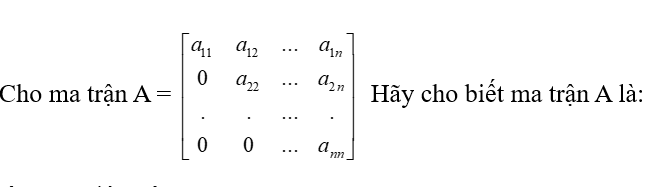 Cho ma trận A = [a₁₁ a₁₂ ... a₁ₙ
0 a₂₂ ... a₂ₙ
. . ... .
0 0 ... aₙₙ] Hãy cho biết ma trận A là: